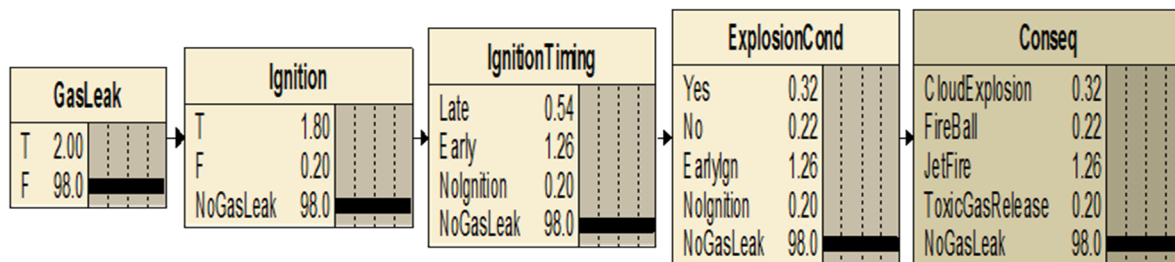 GasLeak
T 2.00
F 98.0
Ignition
T 1.80
F 0.20
NoGasLeak 98.0
IgnitionTiming
Late 0.54
Early 1.26
NoIgnition 0.20
NoGasLeak 98.0
ExplosionCond
Yes 0.32
No 0.22
EarlyIgn 1.26
NoIgnition 0.20
NoGasLeak 98.0
Conseq
CloudExplosion 0.32
FireBall 0.22
JetFire 1.26
ToxicGasRelease 0.20
NoGasLeak 98.0